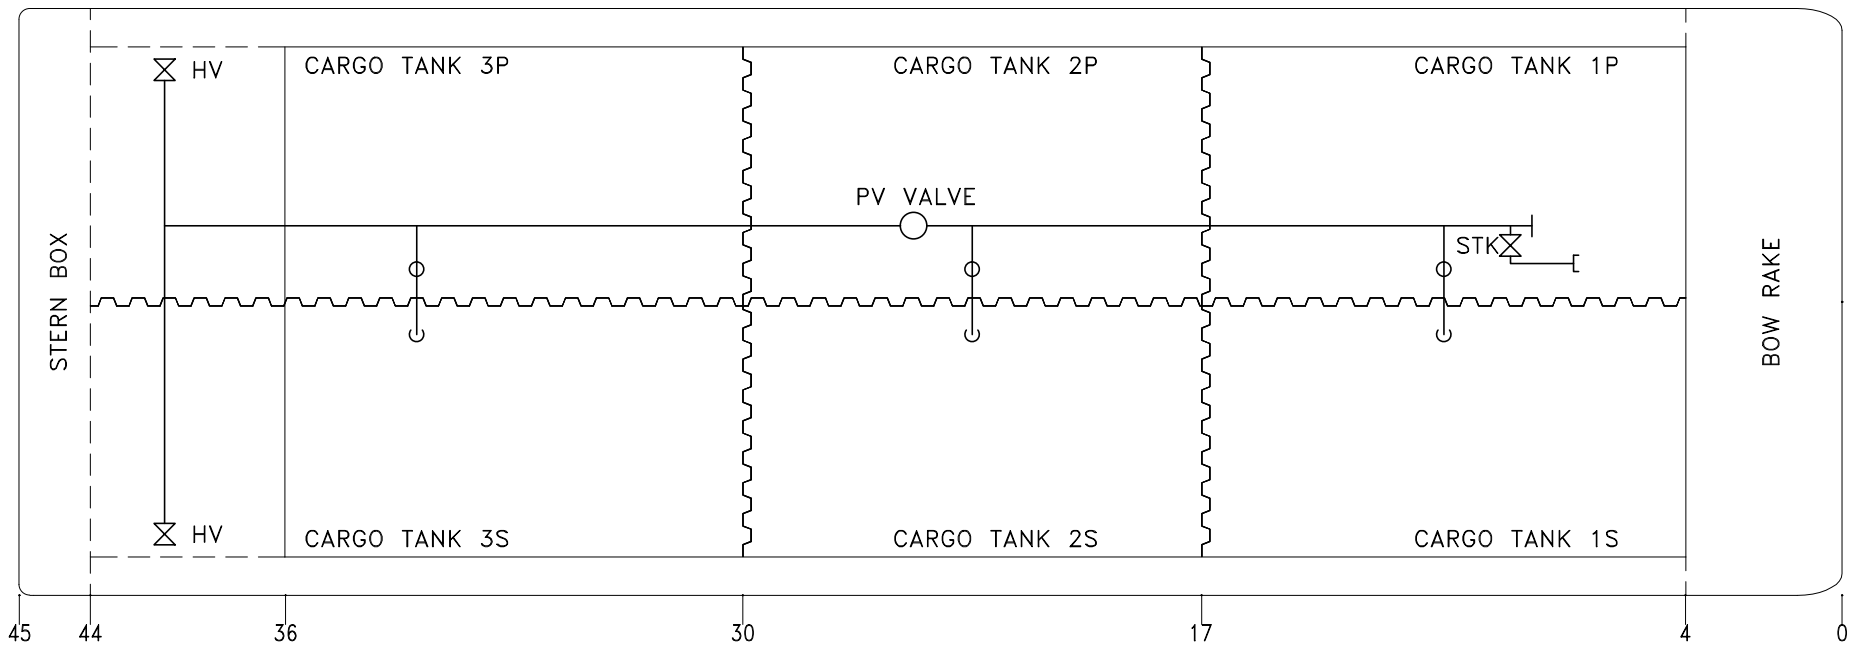 HV
CARGO TANK 3P
CARGO TANK 2P
CARGO TANK 1P
PV VALVE
STK
STERN BOX
BOW RAKE
HV
CARGO TANK 3S
CARGO TANK 2S
CARGO TANK 1S
45 44 36 30 17 4 0